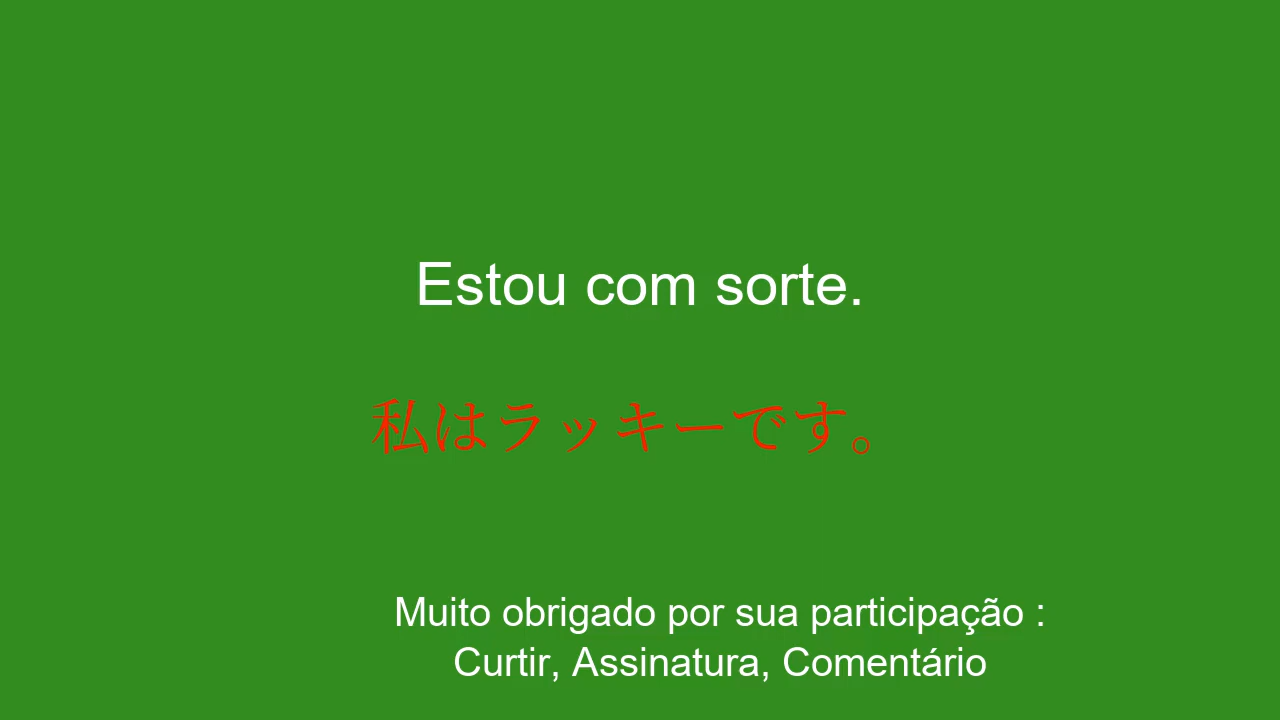 Estou com sorte.
私はラッキーです。
Muito obrigado por sua participação :
Curtir, Assinatura, Comentário